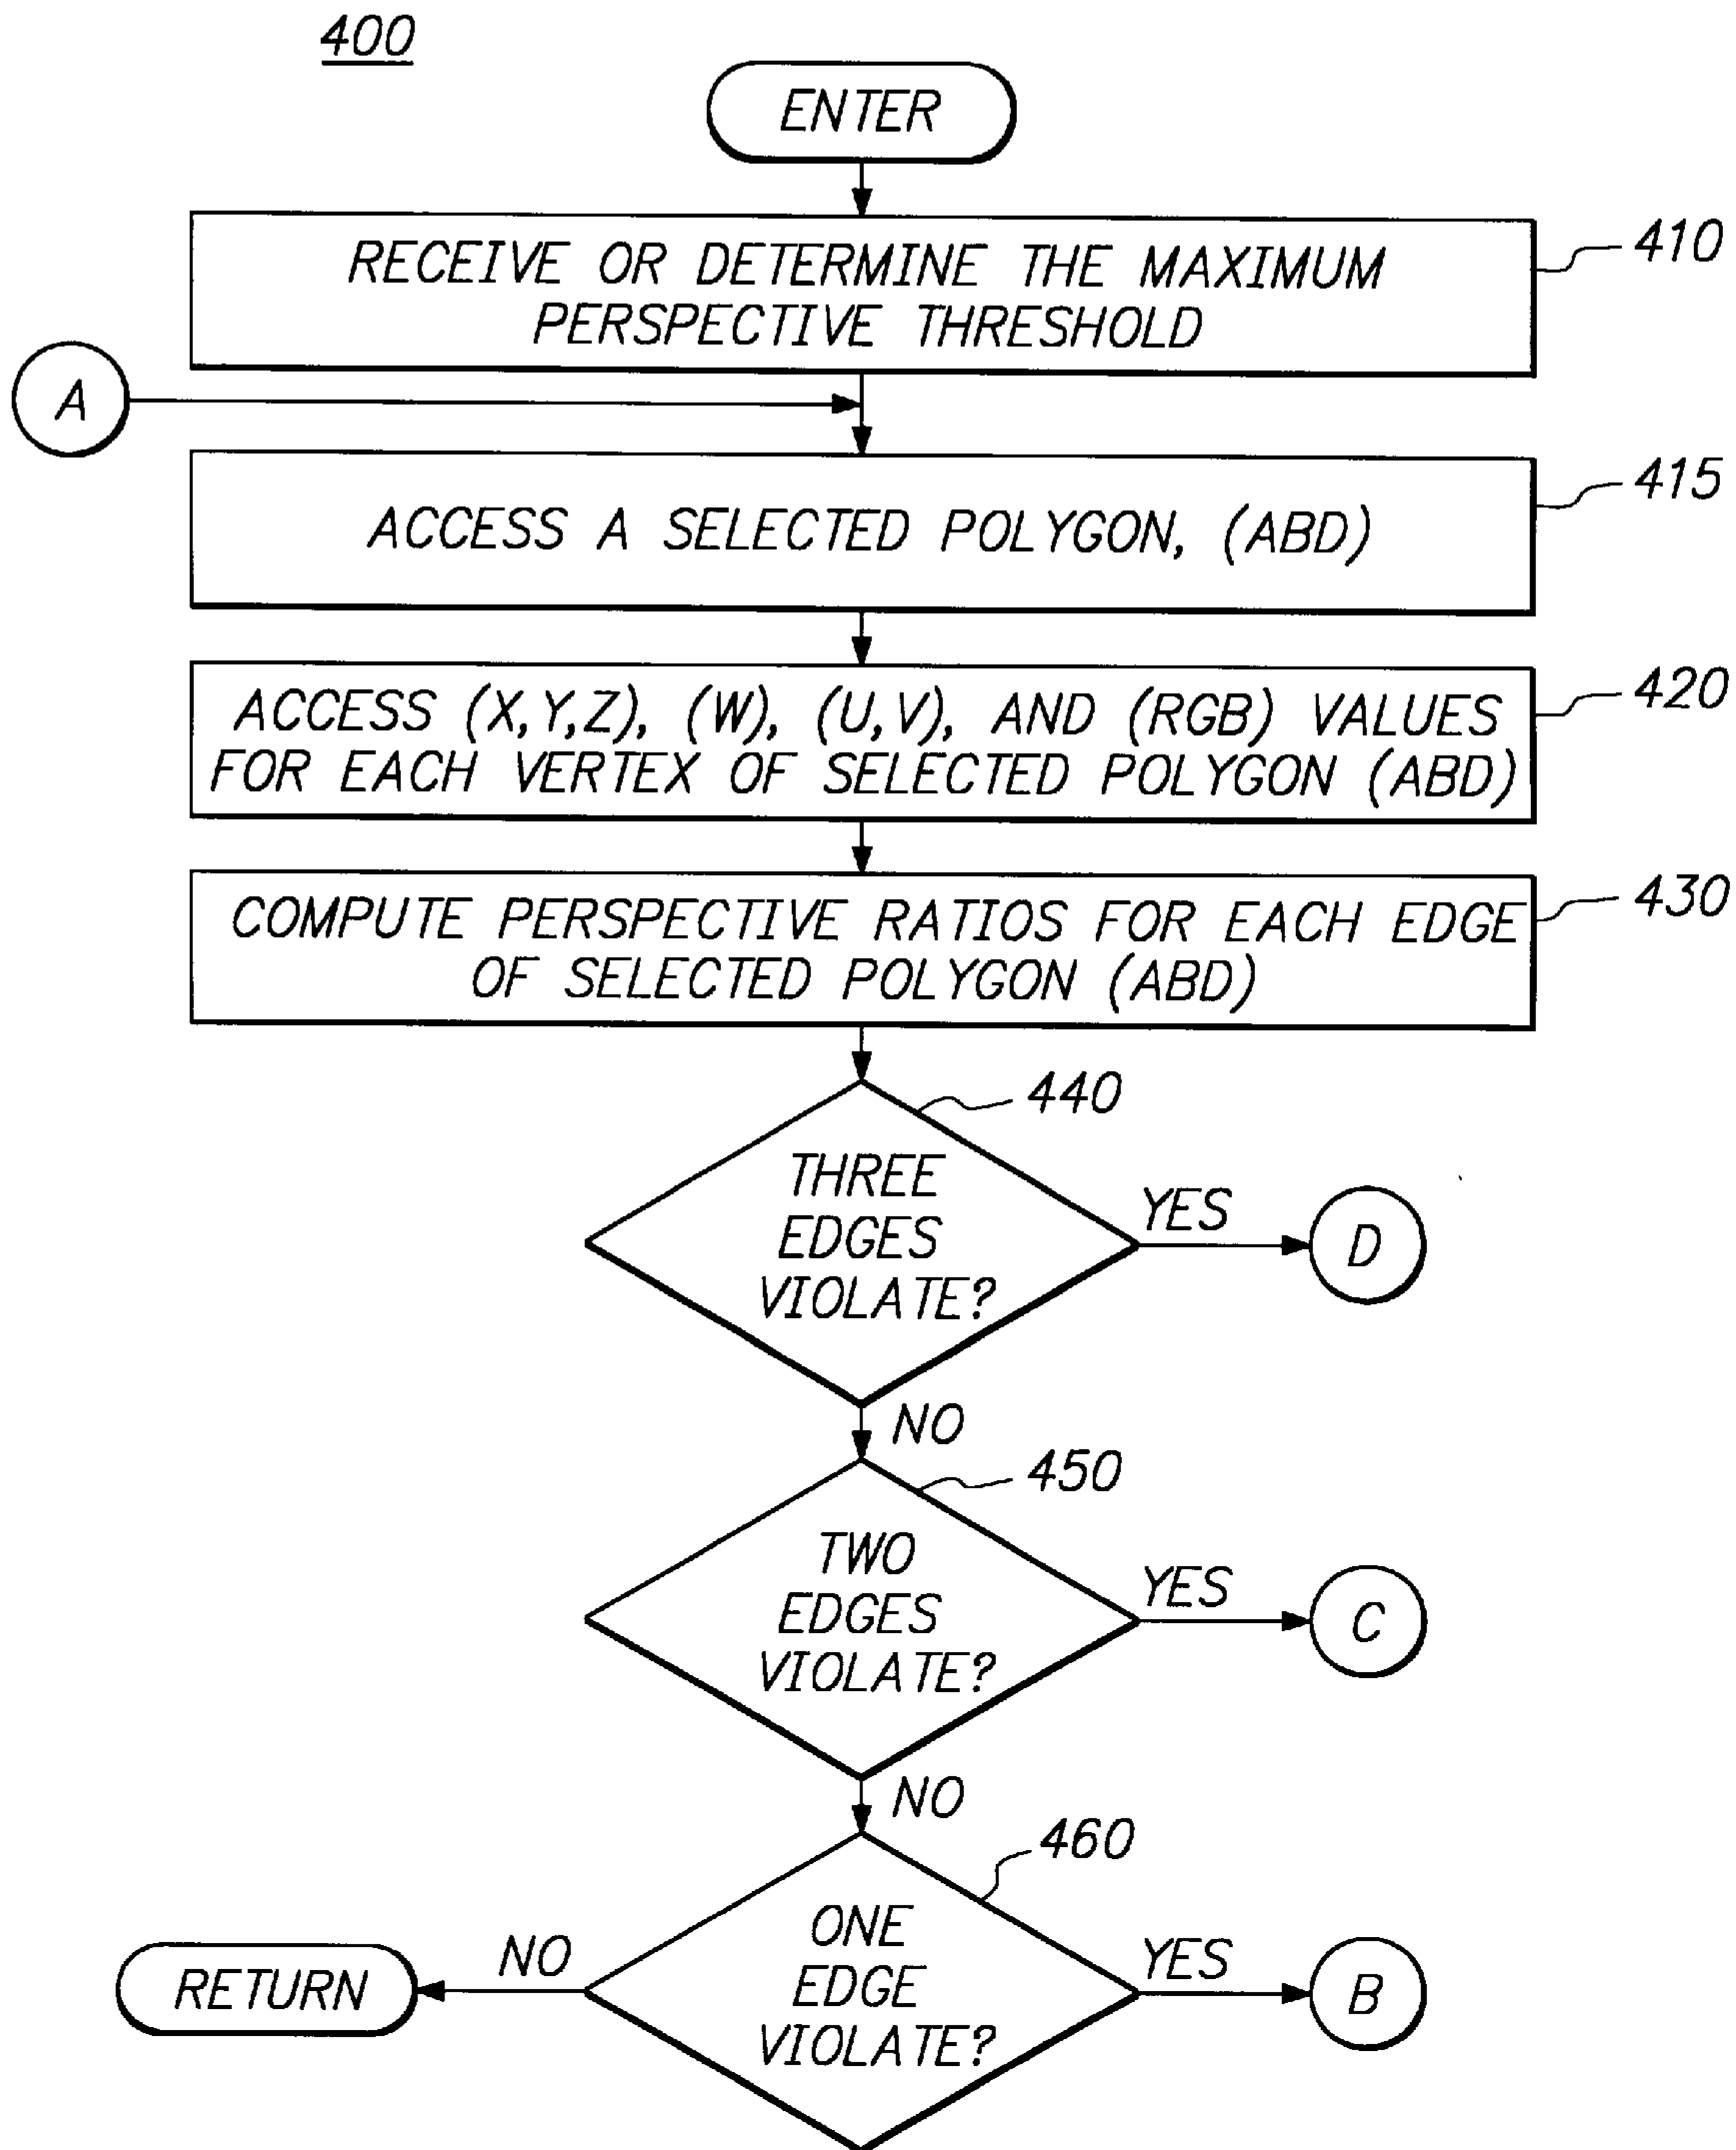 400
ENTER
RECEIVE OR DETERMINE THE MAXIMUM
PERSPECTIVE THRESHOLD
410
A
ACCESS A SELECTED POLYGON, (ABD)
415
ACCESS (X,Y,Z), (W), (U,V), AND (RGB) VALUES
FOR EACH VERTEX OF SELECTED POLYGON (ABD)
420
COMPUTE PERSPECTIVE RATIOS FOR EACH EDGE
OF SELECTED POLYGON (ABD)
430
440
THREE
EDGES
VIOLATE?
YES
D
NO
450
TWO
EDGES
VIOLATE?
YES
C
NO
460
ONE
EDGE
VIOLATE?
YES
B
NO
RETURN